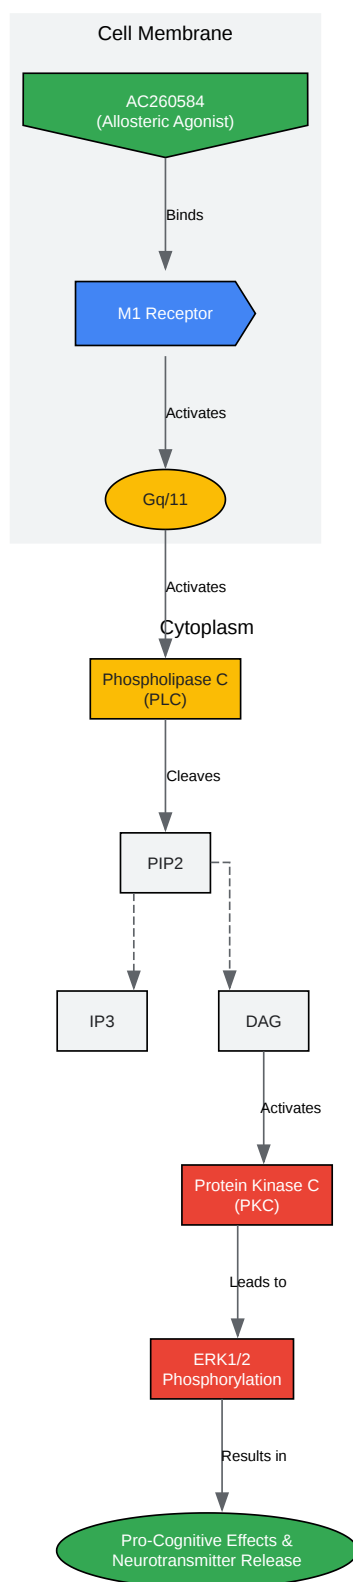 Cell Membrane
AC260584
(Allosteric Agonist)
Binds
M1 Receptor
Activates
Gq/11
Activates
Cytoplasm
Phospholipase C
(PLC)
Cleaves
PIP2
IP3
DAG
Activates
Protein Kinase C
(PKC)
Leads to
ERK1/2
Phosphorylation
Results in
Pro-Cognitive Effects &
Neurotransmitter Release